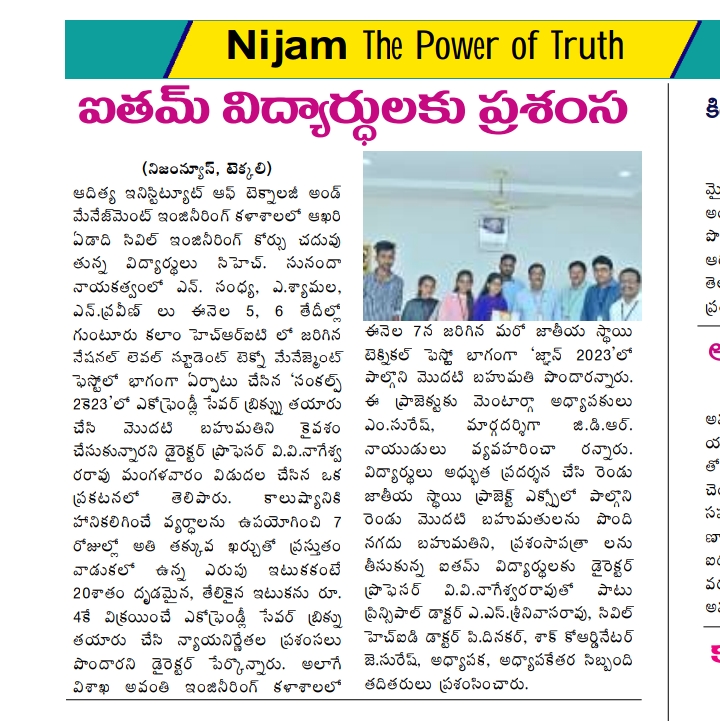 Nijam The Power of Truth
ఐతమ్ విద్యార్థులకు ప్రశంస
(నిజంన్యూస్, టెక్కలి)
ఆదిత్య ఇనిస్టిట్యూట్ ఆఫ్ టెక్నాలజీ అండ్
మేనేజ్‌మెంట్ ఇంజినీరింగ్ కళాశాలలో ఆఖరి
ఏడాది సివిల్ ఇంజినీరింగ్ కోర్సు చదువు
తున్న విద్యార్థులు సిహెచ్. సునందా
నాయకత్వంలో ఎన్. సంధ్య, ఎ.శ్యామల,
ఎన్.ప్రవీణ్ లు ఈనెల 5, 6 తేదీల్లో
గుంటూరు కలాం హెచ్ఆర్ఐటి లో జరిగిన
నేషనల్ లెవల్ స్టూడెంట్ టెక్నో మేనేజ్మెంట్
ఫెస్ట్‌లో భాగంగా ఏర్పాటు చేసిన 'సంకల్ప్
2కె23'లో ఎకోఫ్రెండ్లీ సేవర్ బ్రిక్ను తయారు
చేసి మొదటి బహుమతిని కైవశం
చేసుకున్నారని డైరెక్టర్ ప్రొఫెసర్ వి.వి.నాగేశ్వ
రరావు మంగళవారం విడుదల చేసిన ఒక
ప్రకటనలో తెలిపారు. కాలుష్యానికి
హానికలిగించే వ్యర్ధాలను ఉపయోగించి 7
రోజుల్లో అతి తక్కువ ఖర్చుతో ప్రస్తుతం
వాడుకలో ఉన్న ఎరుపు ఇటుకకంటే
20శాతం దృడమైన, తేలికైన ఇటుకను రూ.
4కే విక్రయించే ఎకోఫ్రెండ్లీ సేవర్ బ్రిక్ను
తయారు చేసి న్యాయనిర్ణేతల ప్రశంసలు
పొందారని డైరెక్టర్ పేర్కొన్నారు. అలాగే
విశాఖ అవంతి ఇంజినీరింగ్ కళాశాలలో
ఈనెల 7న జరిగిన మరో జాతీయ స్థాయి
టెక్నికల్ ఫెస్ట్లో భాగంగా 'జ్ఞాన్ 2023'లో
పాల్గొని మొదటి బహుమతి పొందారన్నారు.
ఈ ప్రాజెక్టుకు మెంటార్గా అధ్యాపకులు
ఎం.సురేష్, మార్గదర్శిగా జి.డి.ఆర్.
నాయుడులు వ్యవహరించా రన్నారు.
విద్యార్థులు అద్భుత ప్రదర్శన చేసి రెండు
జాతీయ స్థాయి ప్రాజెక్ట్ ఎక్స్పోలో పాల్గొని
రెండు మొదటి బహుమతులను పొంది
నగదు బహుమతిని, ప్రశంసాపత్రా లను
తీసుకున్న ఐతమ్ విద్యార్థులకు డైరెక్టర్
ప్రొఫెసర్ వి.వి.నాగేశ్వరరావుతో పాటు
ప్రిన్సిపాల్ డాక్టర్ ఎ.ఎస్.శ్రీనివాసరావు, సివిల్
హెచ్ఐడి డాక్టర్ పి.దినకర్, శాక్ కోఆర్డినేటర్
జె.సురేష్, అధ్యాపక, అధ్యాపకేతర సిబ్బంది
తదితరులు ప్రశంసించారు.